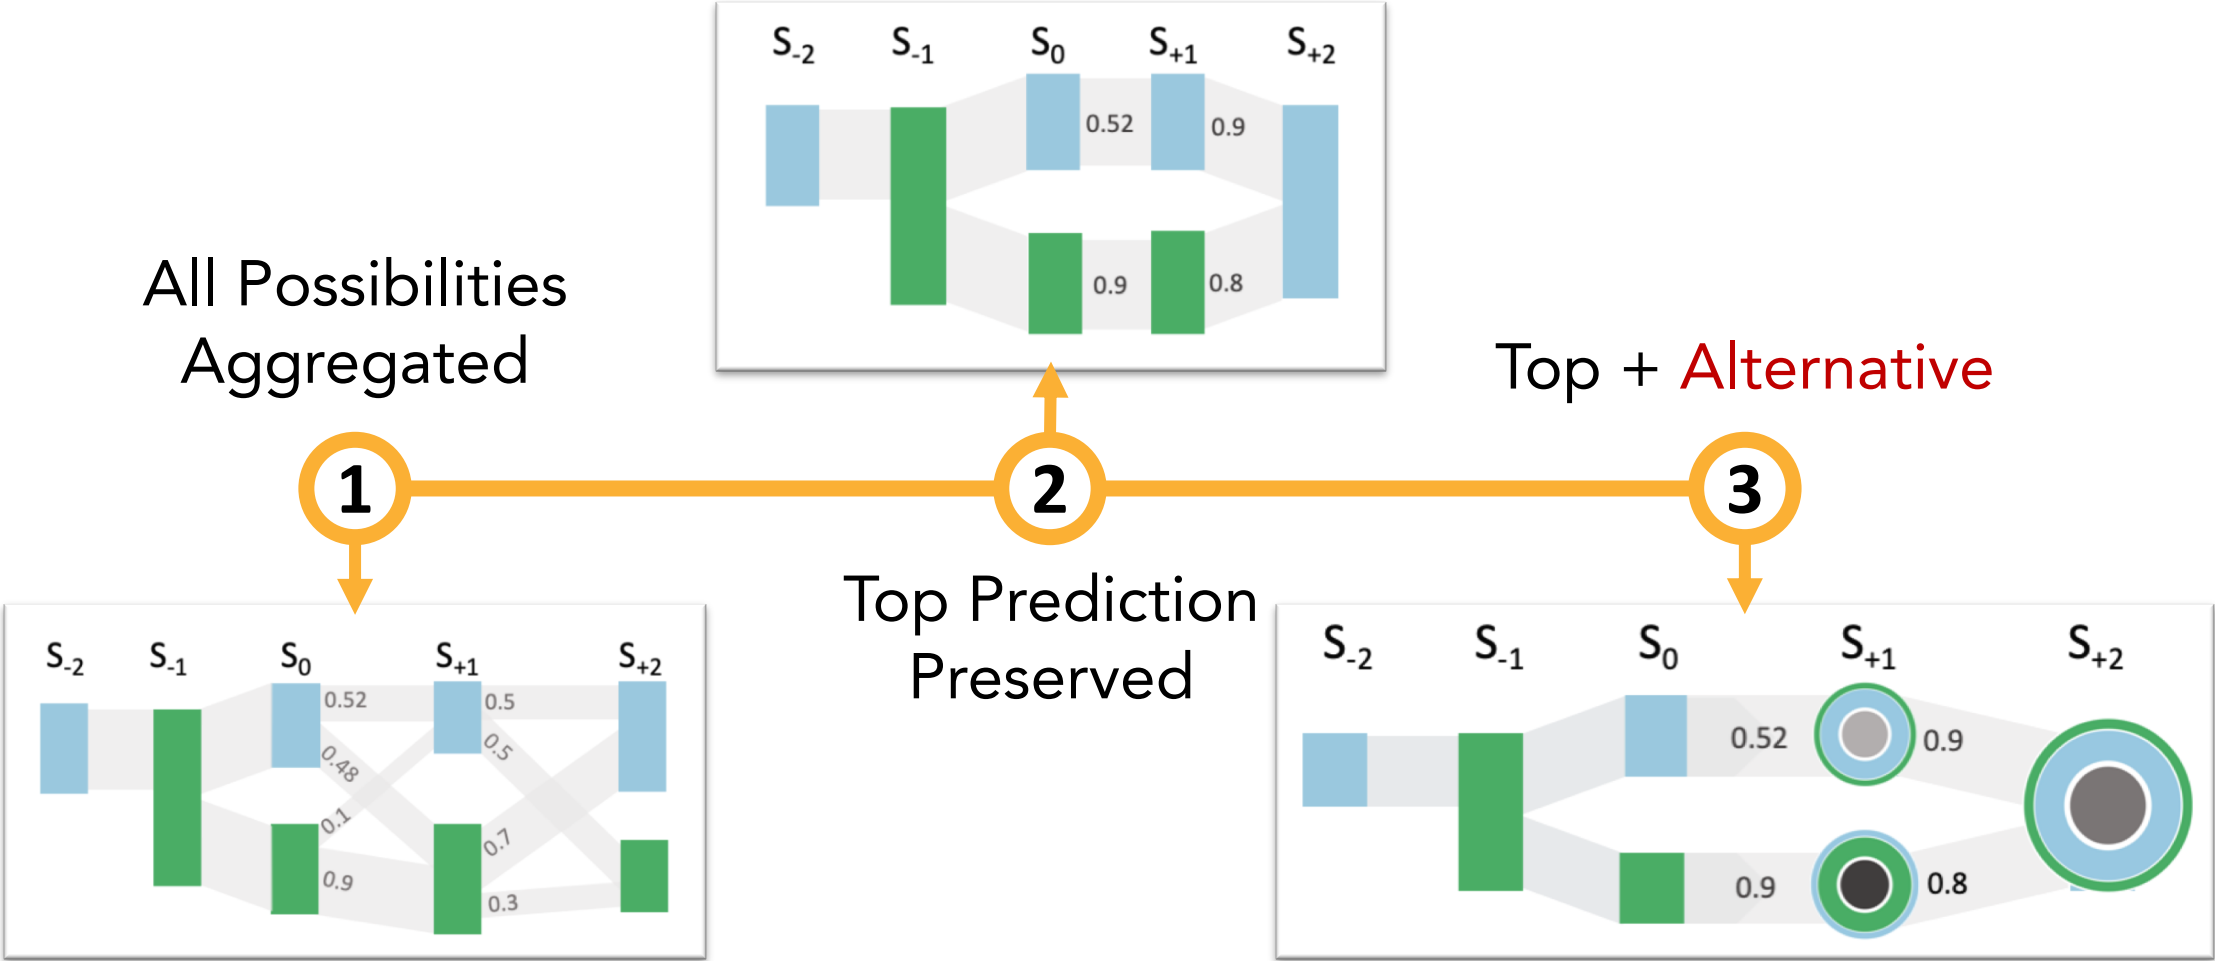 S-2 S-1 S0 S+1 S+2
0.52 0.9
0.9 0.8
All Possibilities
Aggregated
Top + Alternative
1 2 3
Top Prediction
Preserved
S-2 S-1 S0 S+1 S+2
0.52 0.5
0.48 0.5
0.1 0.7
0.9 0.3
S-2 S-1 S0 S+1 S+2
0.52 0.9
0.9 0.8